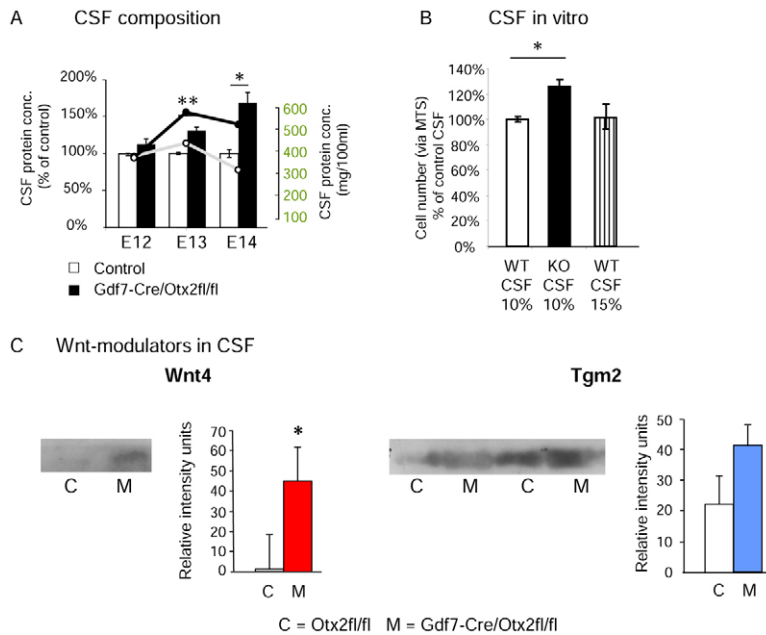 A CSF composition
CSF protein conc.
(% of control)
200%
150%
100%
50%
0%
**
*
600
500
400
300
200
100
CSF protein conc.
(mg/100ml)
E12 E13 E14
Control
Gdf7-Cre/Otx2fl/fl
B CSF in vitro
Cell number (via MTS)
% of control CSF
140%
120%
100%
80%
60%
40%
20%
0%
*
WT KO WT
CSF CSF CSF
10% 10% 15%
C Wnt-modulators in CSF
Wnt4
C M
Relative intensity units
70
60
50
40
30
20
10
0
*
C M
Tgm2
C M C M
Relative intensity units
50
40
30
20
10
0
C M
C = Otx2fl/fl M = Gdf7-Cre/Otx2fl/fl